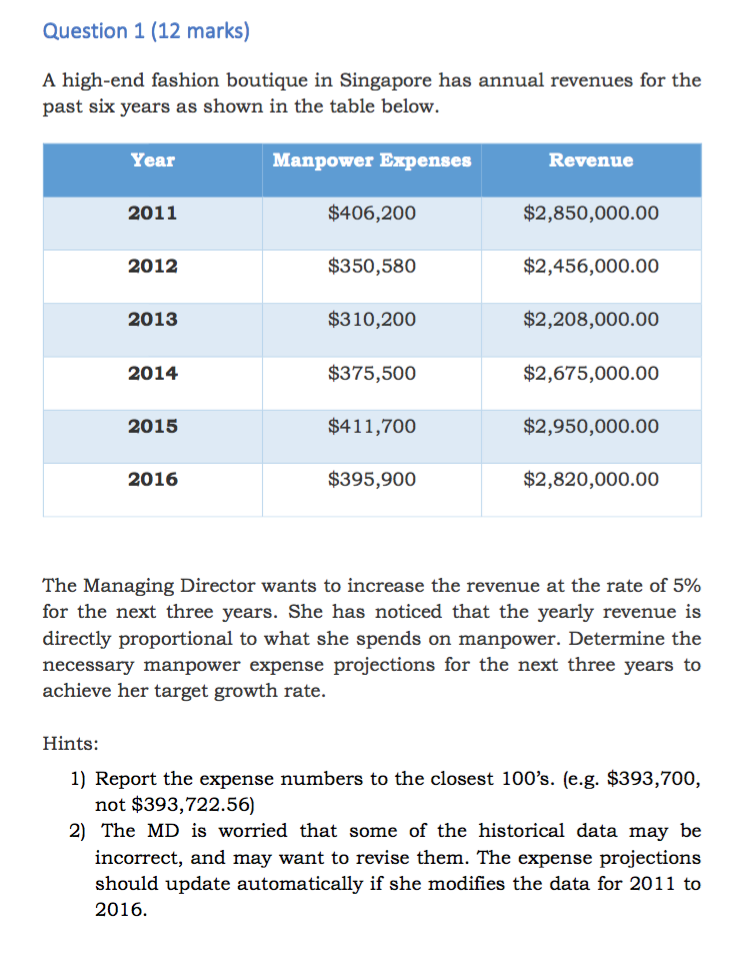 Question 1 (12 marks)
A high-end fashion boutique in Singapore has annual revenues for the
past six years as shown in the table below.
Year Manpower Expenses Revenue
2011 $406,200 $2,850,000.00
2012 $350,580 $2,456,000.00
2013 $310,200 $2,208,000.00
2014 $375,500 $2,675,000.00
2015 $411,700 $2,950,000.00
2016 $395,900 $2,820,000.00
The Managing Director wants to increase the revenue at the rate of 5%
for the next three years. She has noticed that the yearly revenue is
directly proportional to what she spends on manpower. Determine the
necessary manpower expense projections for the next three years to
achieve her target growth rate.
Hints:
1) Report the expense numbers to the closest 100’s. (e.g. $393,700,
not $393,722.56)
2) The MD is worried that some of the historical data may be
incorrect, and may want to revise them. The expense projections
should update automatically if she modifies the data for 2011 to
2016.